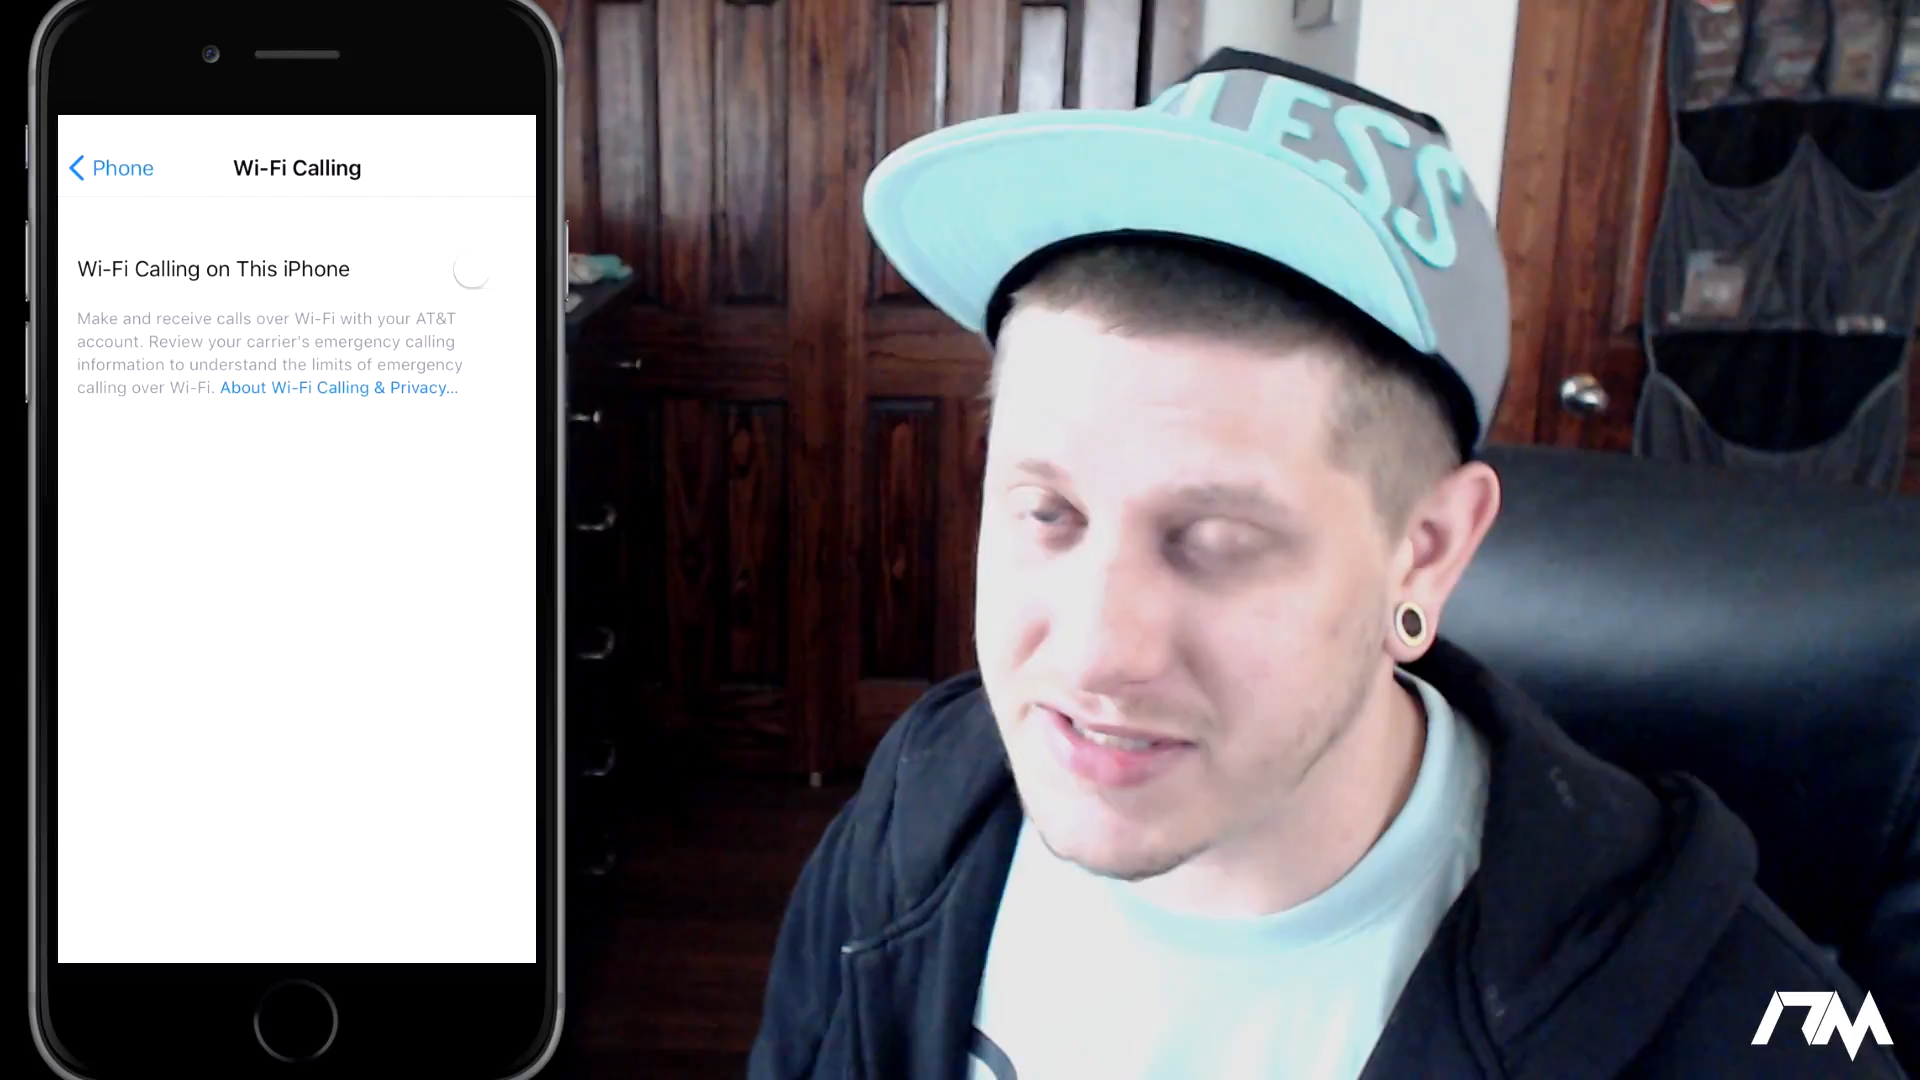 Phone
Wi-Fi Calling
Wi-Fi Calling on This iPhone
Make and receive calls over Wi-Fi with your AT&T
account. Review your carrier's emergency calling
information to understand the limits of emergency
calling over Wi-Fi. About Wi-Fi Calling & Privacy...